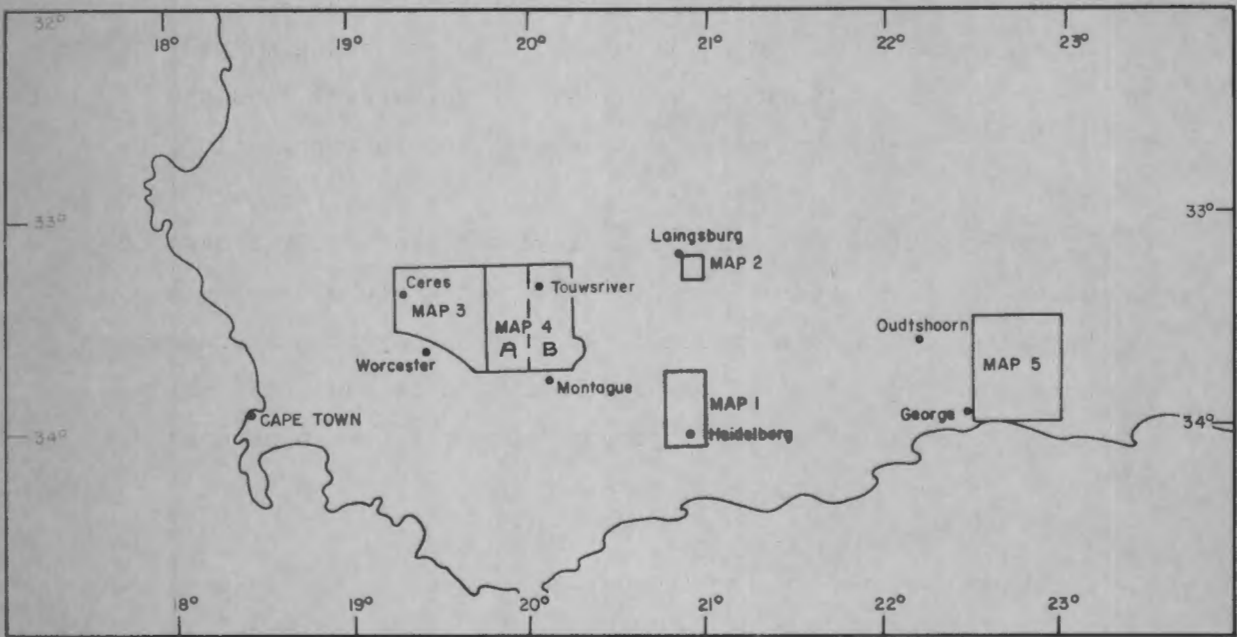 32°
18° 19° 20° 21° 22° 23°
33° 33°
Laingsburg
MAP 2
Ceres
MAP 3
Touwsriver
MAP 4
A B
Oudtshoorn
MAP 5
Worcester
Montague
MAP 1
George
CAPE TOWN
Heidelberg
34° 34°
18° 19° 20° 21° 22° 23°